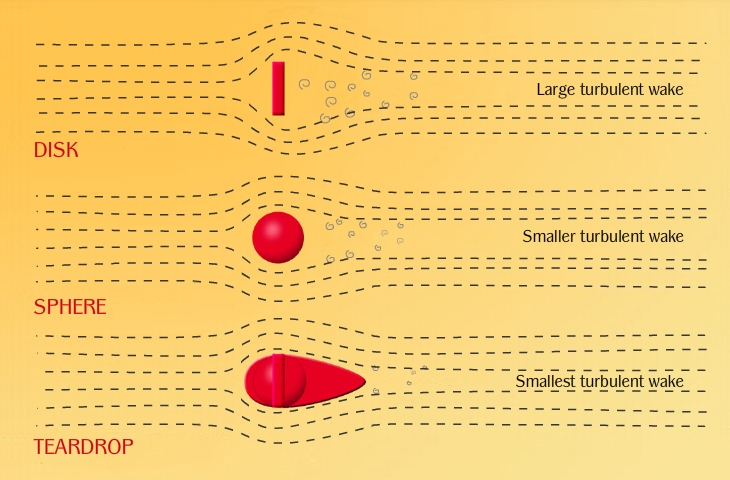 Large turbulent wake
DISK
Smaller turbulent wake
SPHERE
Smallest turbulent wake
TEARDROP